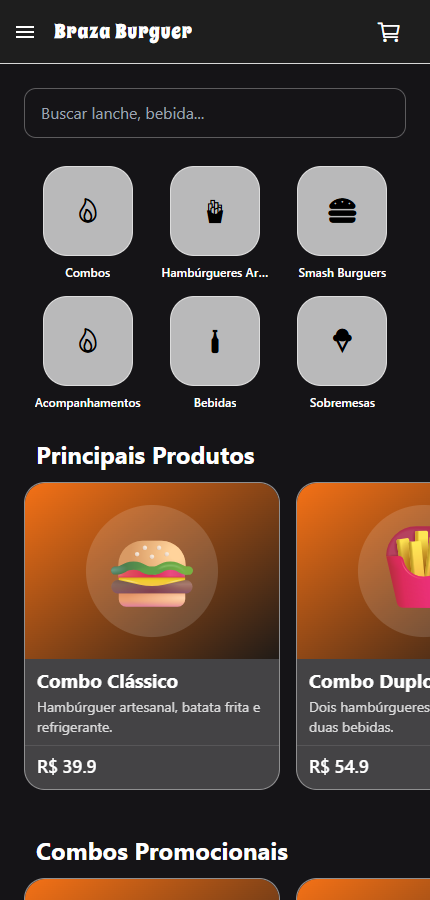 Braza Burguer
Buscar lanche, bebida...
Combos
Hambúrgueres Ar...
Smash Burguers
Acompanhamentos
Bebidas
Sobremesas
Principais Produtos
Combo Clássico
Hambúrguer artesanal, batata frita e
refrigerante.
R$ 39.9
Combo Duplo
Dois hambúrgueres
duas bebidas.
R$ 54.9
Combos Promocionais